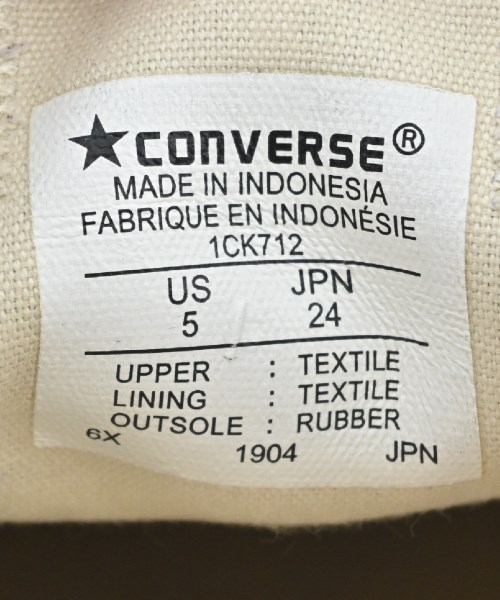 ★CONVERSE®
MADE IN INDONESIA
FABRIQUE EN INDONÉSIE
1CK712
US JPN
5 24
UPPER : TEXTILE
LINING : TEXTILE
OUTSOLE : RUBBER
6X 1904 JPN